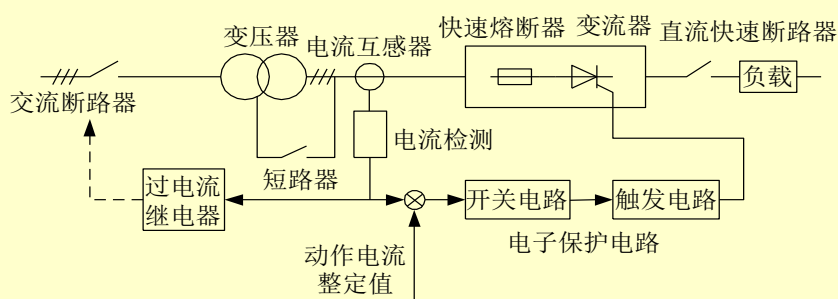 变压器
电流互感器
快速熔断器
变流器
直流快速断路器
交流断路器
负载
电流检测
短路器
过电流
继电器
开关电路
触发电路
电子保护电路
动作电流
整定值